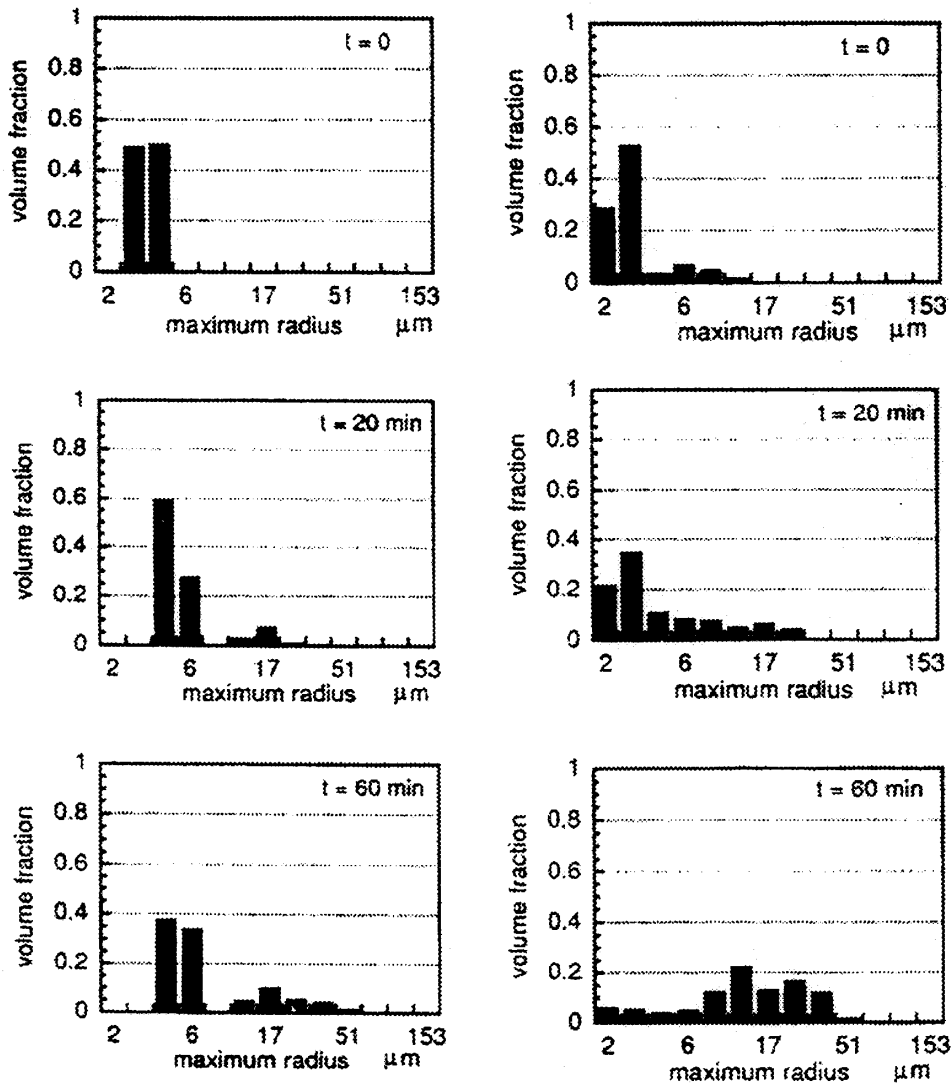 1
t = 0
0.8
0.6
0.4
0.2
0
volume fraction
2 6 17 51 153
maximum radius μm
1
t = 0
0.8
0.6
0.4
0.2
0
volume fraction
2 6 17 51 153
maximum radius μm
1
t = 20 min
0.8
0.6
0.4
0.2
0
volume fraction
2 6 17 51 153
maximum radius μm
1
t = 20 min
0.8
0.6
0.4
0.2
0
volume fraction
2 6 17 51 153
maximum radius μm
1
t = 60 min
0.8
0.6
0.4
0.2
0
volume fraction
2 6 17 51 153
maximum radius μm
1
t = 60 min
0.8
0.6
0.4
0.2
0
volume fraction
2 6 17 51 153
maximum radius μm